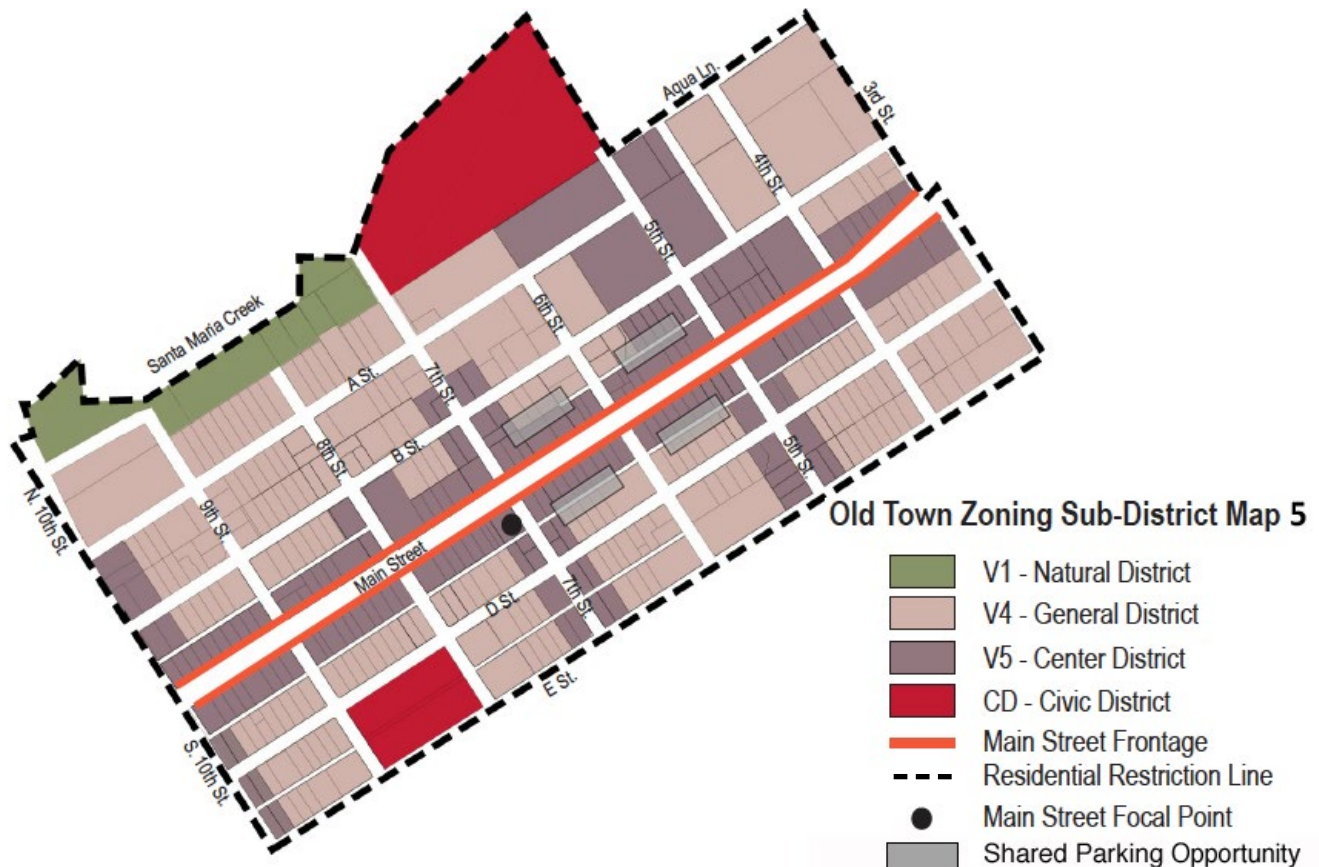 Aqua Ln.
3rd St.
4th St.
5th St.
6th St.
Santa Maria Creek
A St.
7th St.
B St.
8th St.
9th St.
N. 10th St.
Main Street
5th St.
D St.
7th St.
E St.
S. 10th St.
Old Town Zoning Sub-District Map 5
V1 - Natural District
V4 - General District
V5 - Center District
CD - Civic District
Main Street Frontage
Residential Restriction Line
Main Street Focal Point
Shared Parking Opportunity